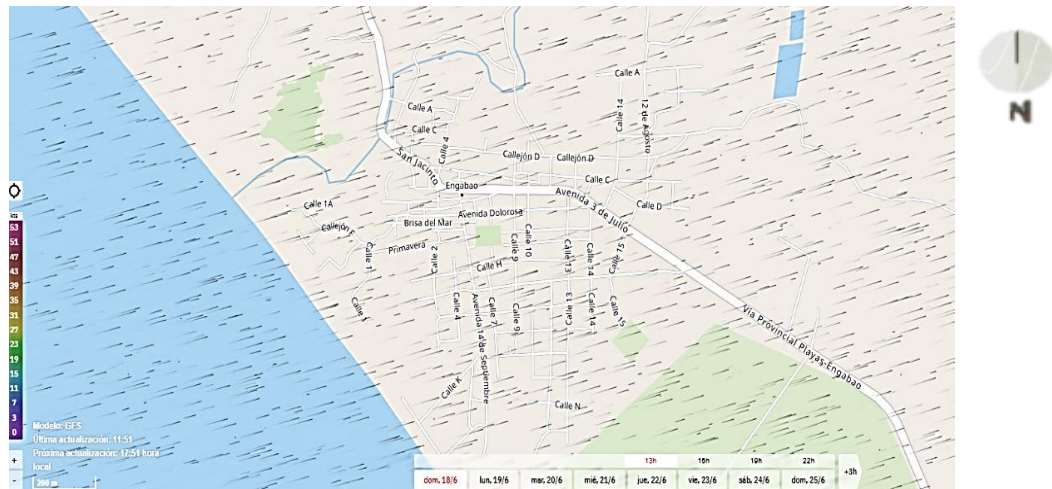 Calle A
Calle A
Calle 14
12 de Agosto
Calle C
Calle 4
San Jacinto
Callejón D
Callejón D
Engabao
Calle C
Avenida 3 de Julio
Calle D
Calle 1A
Avenida Dolorosa
Brisa del Mar
Callejón F
Primavera
Calle 1
Calle 2
Calle 9
Calle 10
Calle 13
Calle 14
Calle 15
Calle H
Calle 1
Calle 4
Avenida 14 de Septiembre
Calle 7
Calle 9
Calle 13
Calle 14
Calle 15
Vía Provincial Playas-Engabao
Calle K
Calle N
N
53
51
47
43
39
35
31
27
23
19
15
11
7
3
0
+
-
Modelo: GFS
Última actualización: 11:51
Próxima actualización: 17:51 hora
local
200 m
13h 16h 19h 22h
dom, 18/6 lun, 19/6 mar, 20/6 mié, 21/6 jue, 22/6 vie, 23/6 sáb, 24/6 dom, 25/6
+3h